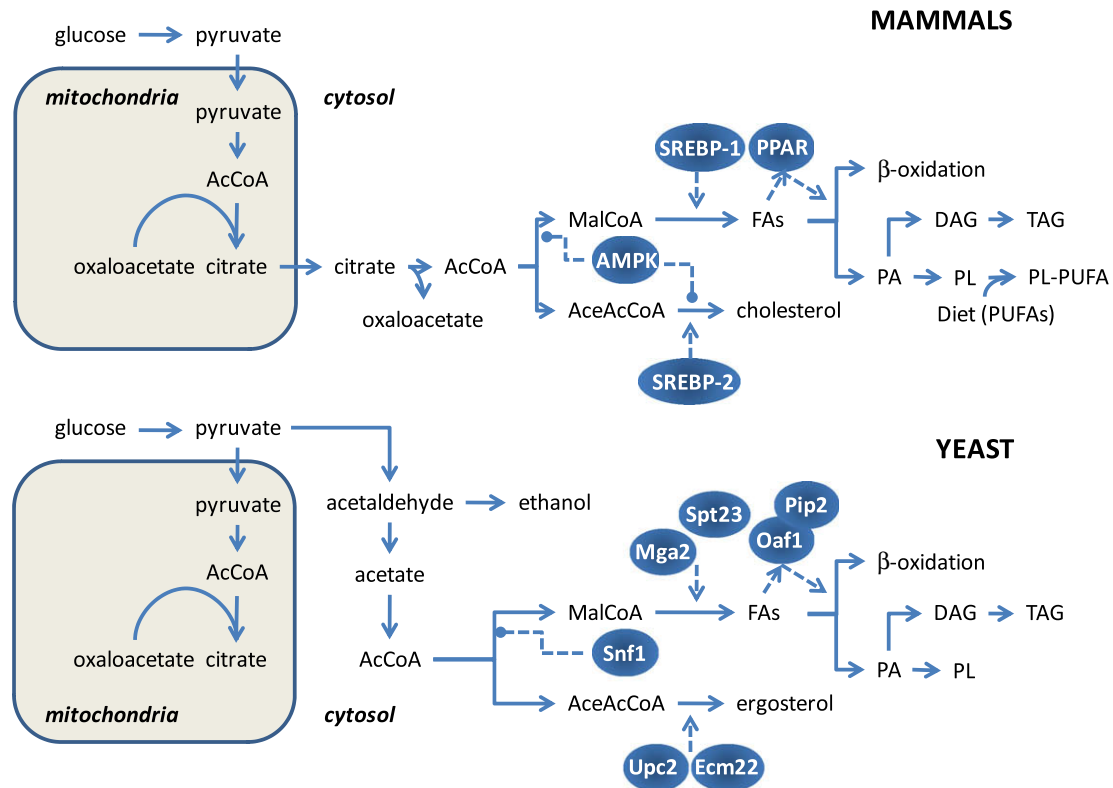 MAMMALS
glucose
pyruvate
mitochondria
cytosol
pyruvate
AcCoA
oxaloacetate
citrate
citrate
AcCoA
oxaloacetate
SREBP-1
PPAR
MalCoA
FAs
AMPK
AceAcCoA
cholesterol
SREBP-2
β-oxidation
DAG
TAG
PA
PL
PL-PUFA
Diet (PUFAs)
YEAST
glucose
pyruvate
pyruvate
AcCoA
oxaloacetate
citrate
mitochondria
cytosol
acetaldehyde
ethanol
acetate
AcCoA
Spt23
Pip2
Mga2
Oaf1
MalCoA
FAs
Snf1
AceAcCoA
ergosterol
Upc2
Ecm22
β-oxidation
DAG
TAG
PA
PL